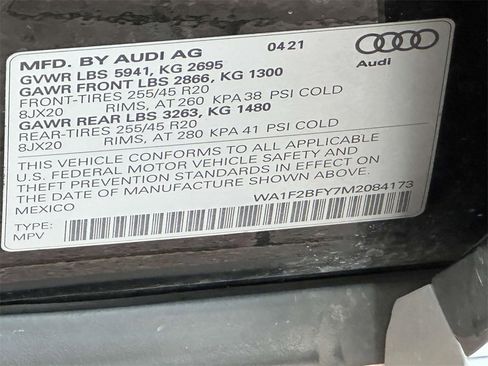 MFD. BY AUDI AG 04 21
GVWR LBS 5941, KG 2695
GAWR FRONT LBS 2866, KG 1300
FRONT-TIRES 255/45 R20
8JX20 RIMS, AT 260 KPA 38 PSI COLD
GAWR REAR LBS 3263, KG 1480
REAR-TIRES 255/45 R20
8JX20 RIMS, AT 280 KPA 41 PSI COLD
Audi
THIS VEHICLE CONFORMS TO ALL APPLICABLE
U.S. FEDERAL MOTOR VEHICLE SAFETY AND
THEFT PREVENTION STANDARDS IN EFFECT ON
THE DATE OF MANUFACTURE SHOWN ABOVE.
MEXICO WA1F2BFY7M2084173
TYPE:
MPV